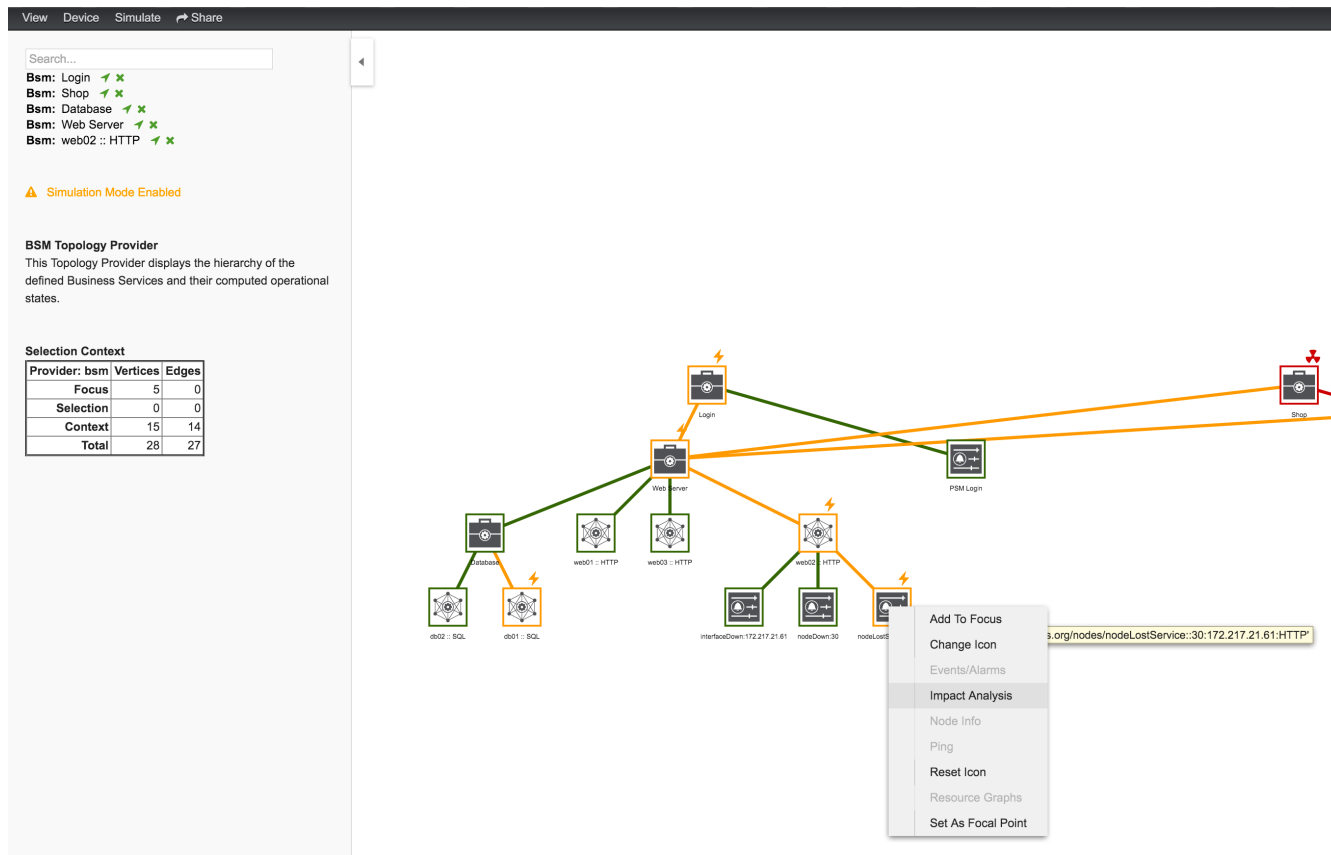 View Device Simulate Share
Search...
Bsm: Login
Bsm: Shop
Bsm: Database
Bsm: Web Server
Bsm: web02 :: HTTP
Simulation Mode Enabled
BSM Topology Provider
This Topology Provider displays the hierarchy of the
defined Business Services and their computed operational
states.
Selection Context
Provider: bsm Vertices Edges
Focus 5 0
Selection 0 0
Context 15 14
Total 28 27
Login
Shop
Web Server
PSM Login
Database
web01 :: HTTP
web03 :: HTTP
web02 :: HTTP
db02 :: SQL
db01 :: SQL
interfaceDown:172.217.21.61
nodeDown:30
nodeLostS
s.org/nodes/nodeLostService::30:172.217.21.61:HTTP'
Add To Focus
Change Icon
Events/Alarms
Impact Analysis
Node Info
Ping
Reset Icon
Resource Graphs
Set As Focal Point